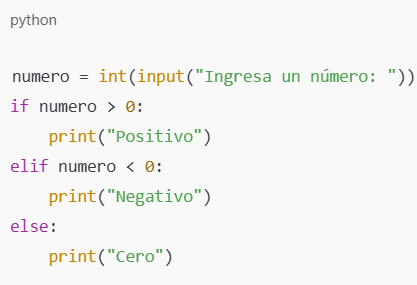 python
numero = int(input("Ingresa un número: "))
if numero > 0:
    print("Positivo")
elif numero < 0:
    print("Negativo")
else:
    print("Cero")